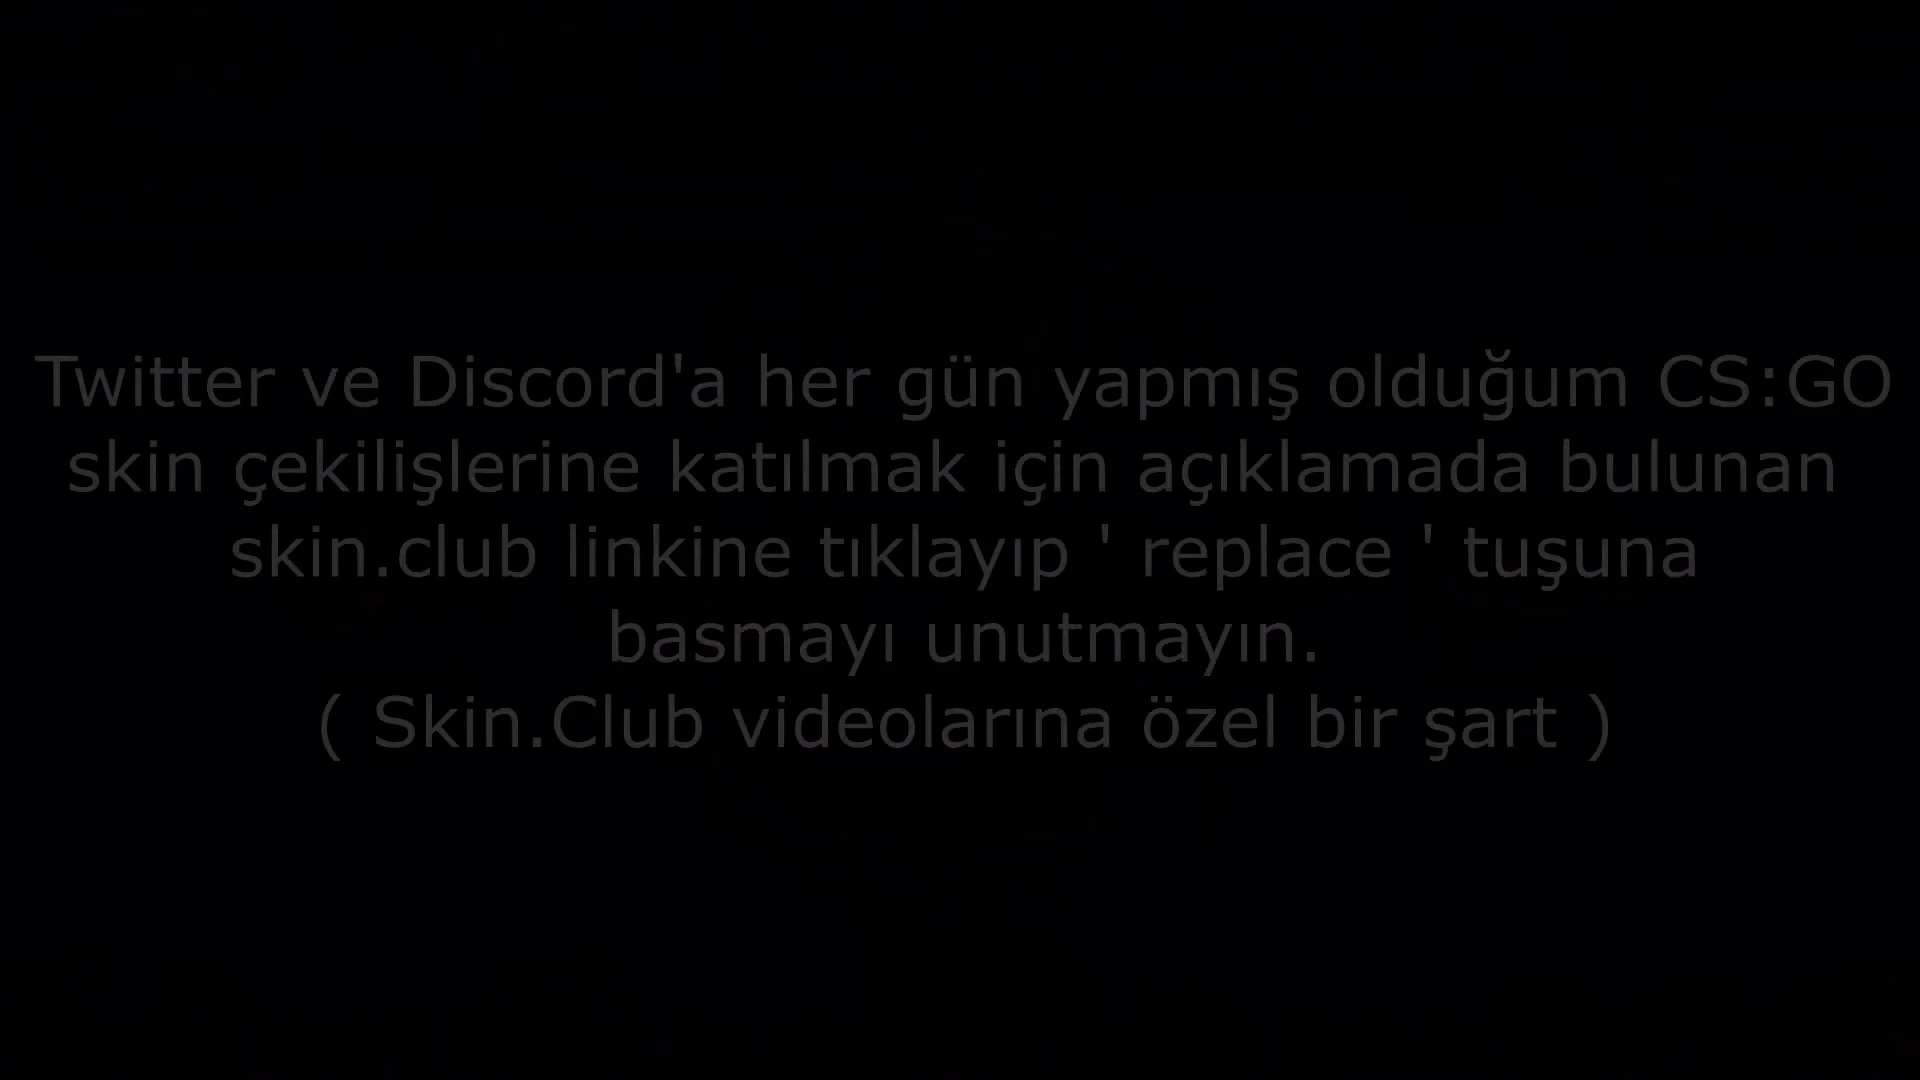 Twitter ve Discord'a her gün yapmış olduğum CS:GO
skin çekilişlerine katılmak için açıklamada bulunan
skin.club linkine tıklayıp ' replace ' tuşuna
basmayı unutmayın.
( Skin.Club videolarına özel bir şart )